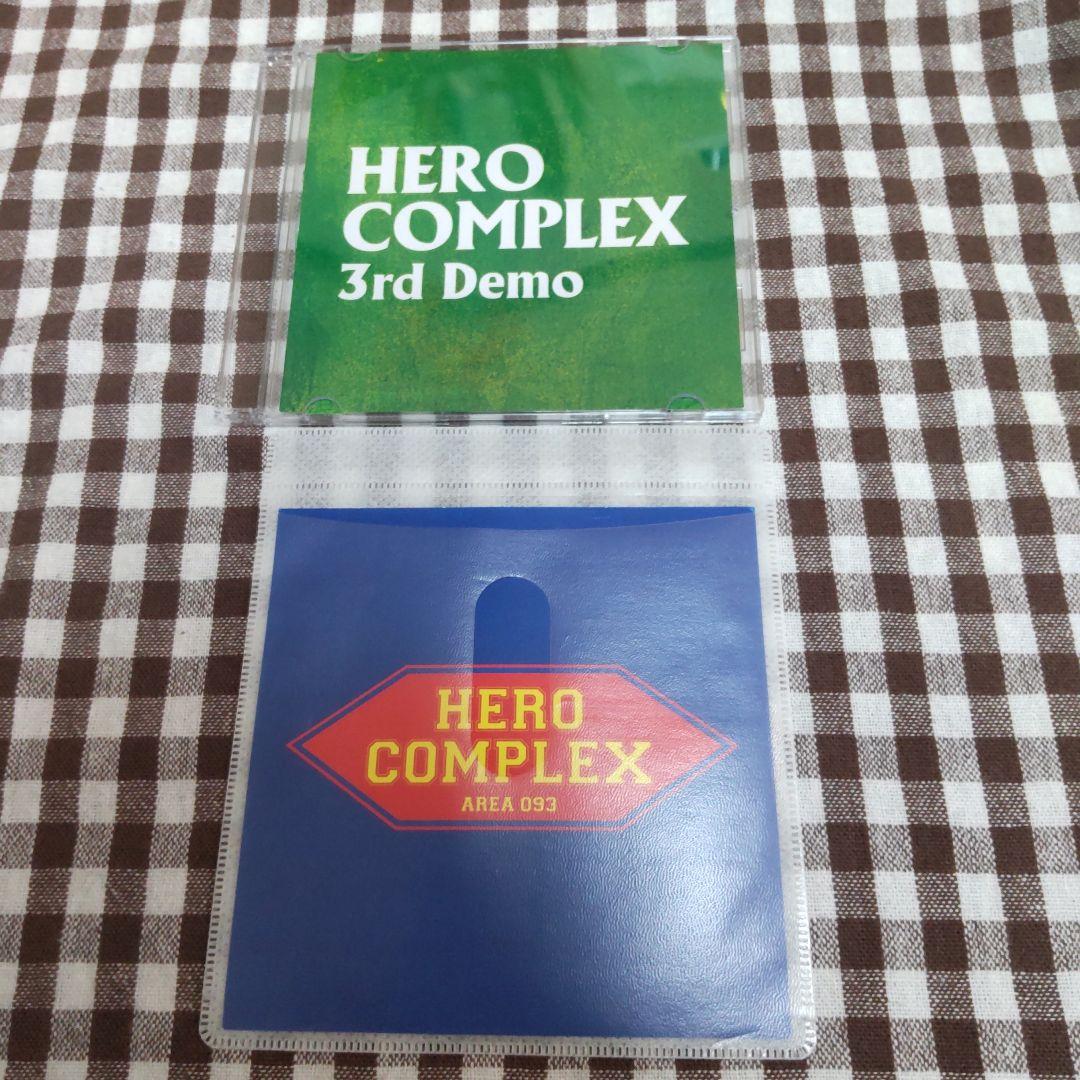 HERO
COMPLEX
3rd Demo
HERO
COMPLEX
AREA 093